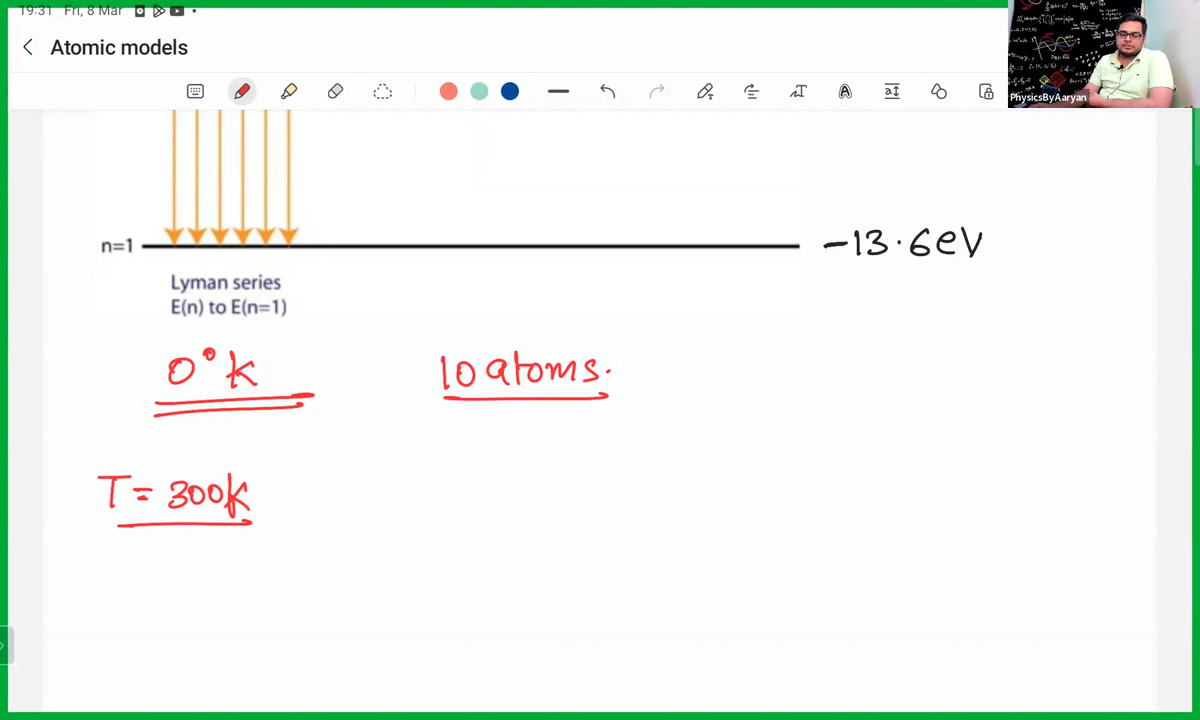 19:31 Fri, 8 Mar
Atomic models
PhysicsByAaryan
n=1
-13.6eV
Lyman series
E(n) to E(n=1)
0°k
10 atoms.
T = 300k